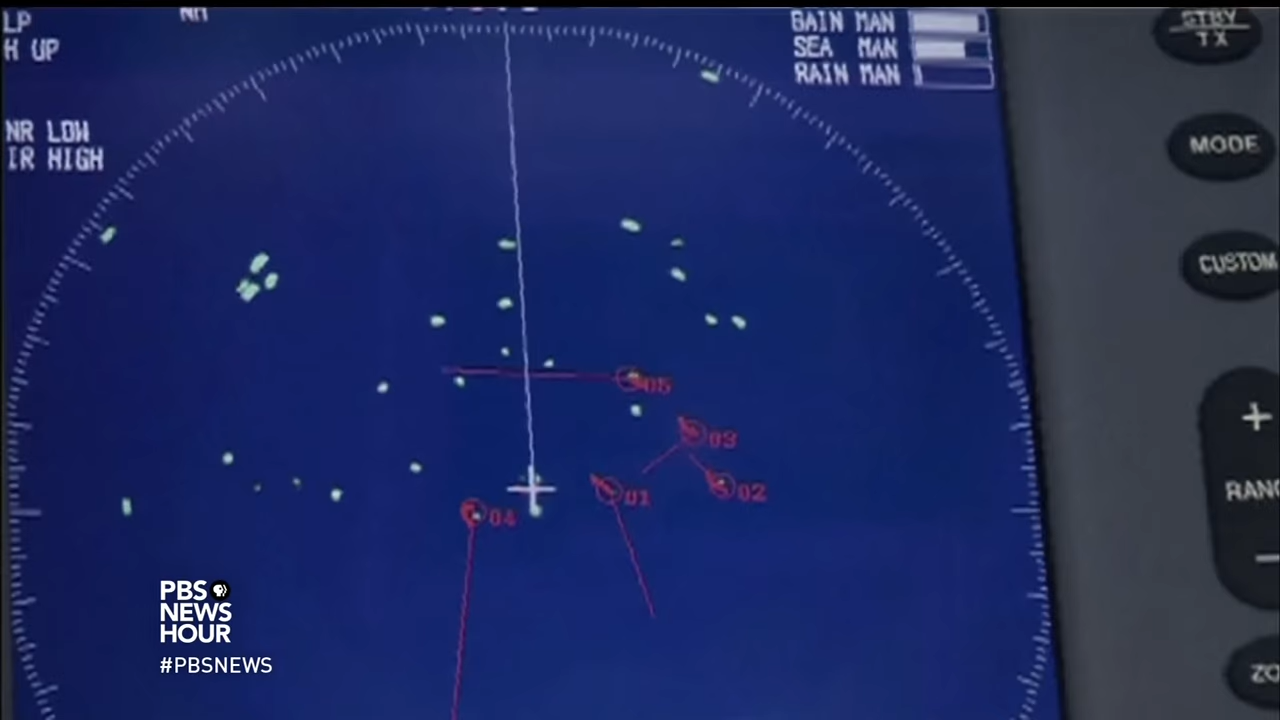 LP
H UP
GAIN MAN
SEA MAN
RAIN MAN
NR LOW
IR HIGH
STBY
TX
MODE
CUSTOM
+
RANG
−
ZO
05
03
02
01
04
PBS
NEWS
HOUR
#PBSNEWS